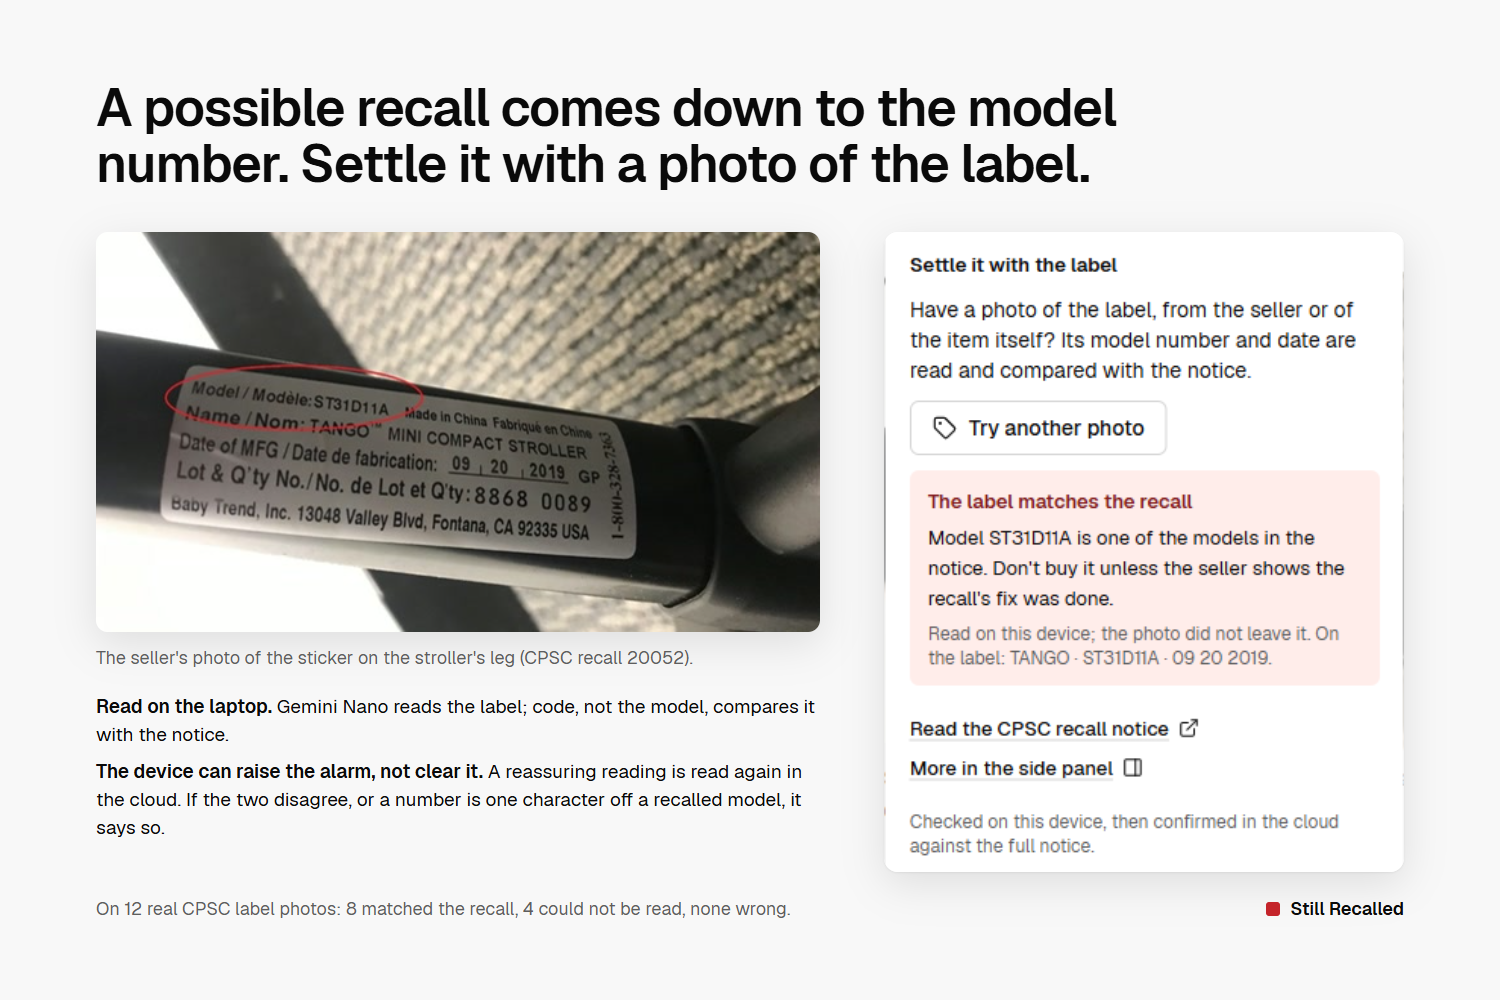 A possible recall comes down to the model
number. Settle it with a photo of the label.
Model / Modèle: ST31D11A
Made in China Fabriqué en Chine
Name / Nom: TANGO™ MINI COMPACT STROLLER
Date of MFG / Date de fabrication: 09 20 2019 GP
Lot & Q'ty No./No. de Lot et Q'ty: 8868 0089
Baby Trend, Inc. 13048 Valley Blvd, Fontana, CA 92335 USA
1-800-328-7363
The seller's photo of the sticker on the stroller's leg (CPSC recall 20052).
Read on the laptop. Gemini Nano reads the label; code, not the model, compares it
with the notice.
The device can raise the alarm, not clear it. A reassuring reading is read again in
the cloud. If the two disagree, or a number is one character off a recalled model, it
says so.
On 12 real CPSC label photos: 8 matched the recall, 4 could not be read, none wrong.
Settle it with the label
Have a photo of the label, from the seller or of
the item itself? Its model number and date are
read and compared with the notice.
Try another photo
The label matches the recall
Model ST31D11A is one of the models in the
notice. Don't buy it unless the seller shows the
recall's fix was done.
Read on this device; the photo did not leave it. On
the label: TANGO · ST31D11A · 09 20 2019.
Read the CPSC recall notice
More in the side panel
Checked on this device, then confirmed in the cloud
against the full notice.
Still Recalled